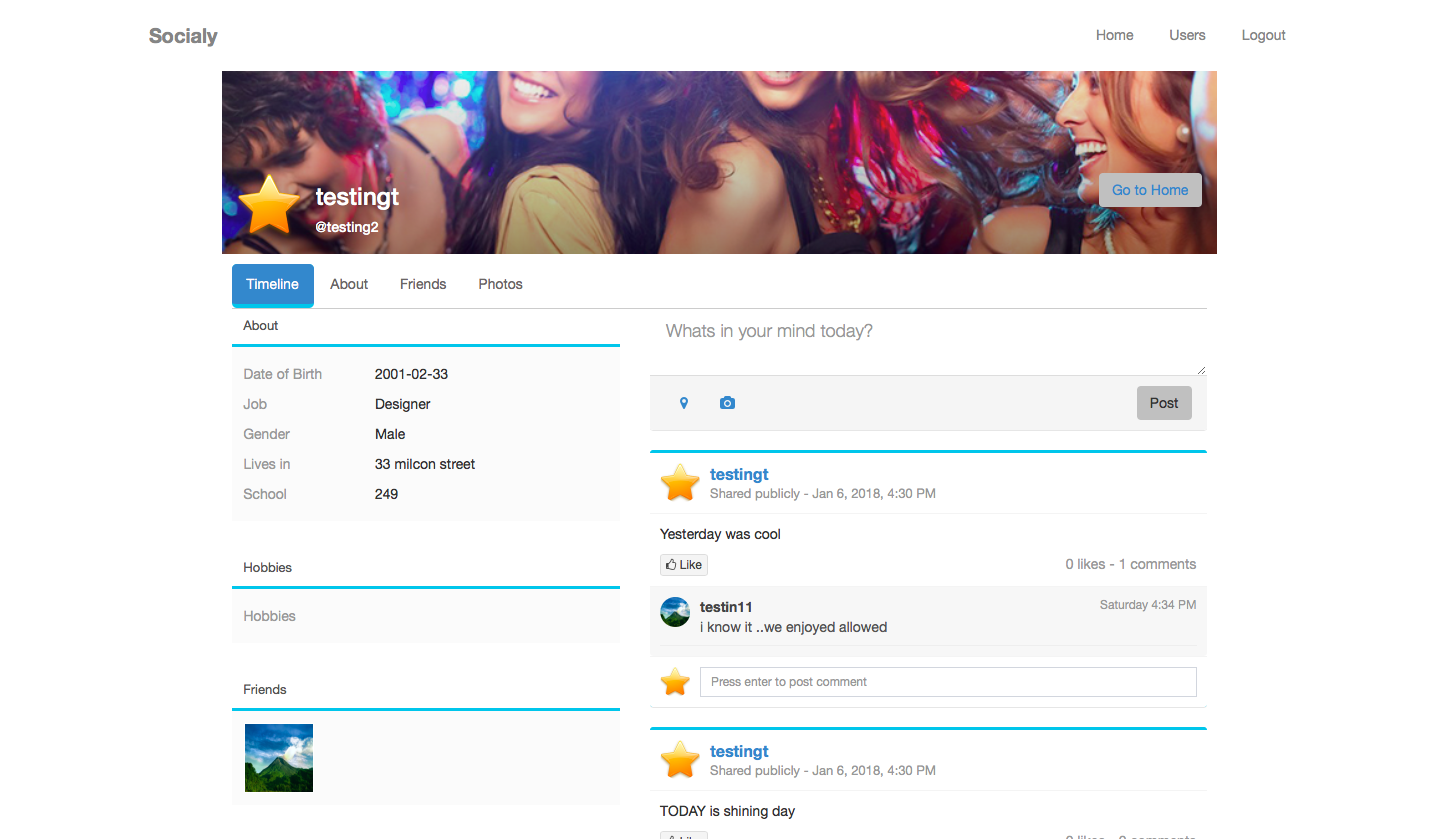 Socialy
Home Users Logout
testingt
@testing2
Go to Home
Timeline About Friends Photos
About
Date of Birth 2001-02-33
Job Designer
Gender Male
Lives in 33 milcon street
School 249
Hobbies
Hobbies
Friends
Whats in your mind today?
Post
testingt
Shared publicly - Jan 6, 2018, 4:30 PM
Yesterday was cool
Like
0 likes - 1 comments
testin11
Saturday 4:34 PM
i know it ..we enjoyed allowed
Press enter to post comment
testingt
Shared publicly - Jan 6, 2018, 4:30 PM
TODAY is shining day